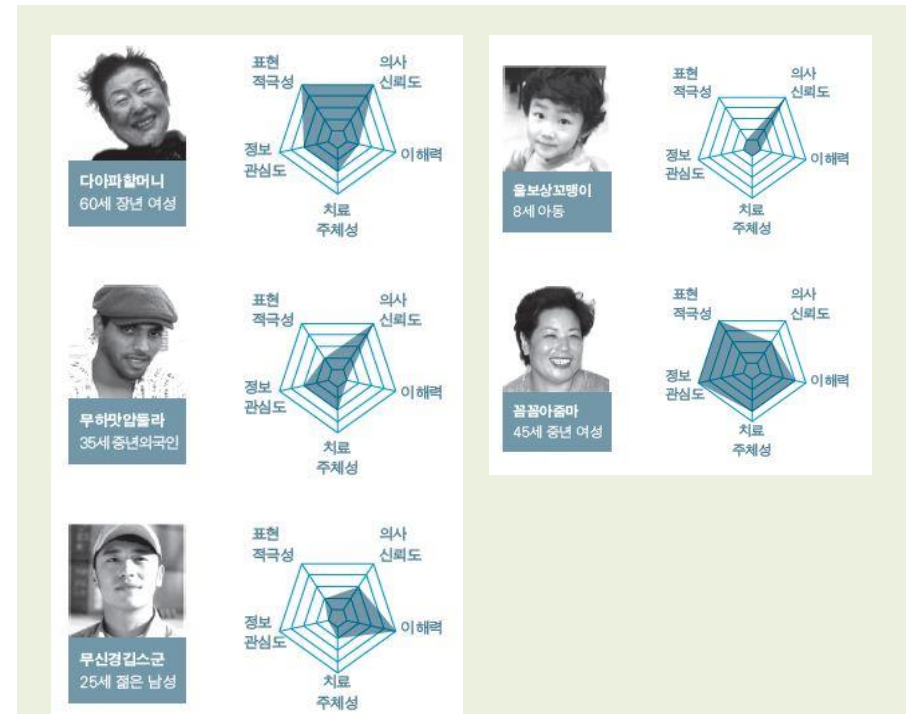 표현
적극성
의사
신뢰도
정보
관심도
이해력
치료
주체성
다아파할머니
60세 장년 여성
표현
적극성
의사
신뢰도
정보
관심도
이해력
치료
주체성
울보상꼬맹이
8세 아동
표현
적극성
의사
신뢰도
정보
관심도
이해력
치료
주체성
무하맛압둘라
35세 중년외국인
표현
적극성
의사
신뢰도
정보
관심도
이해력
치료
주체성
꼼꼼아줌마
45세 중년 여성
표현
적극성
의사
신뢰도
정보
관심도
이해력
치료
주체성
무신경깁스군
25세 젊은 남성